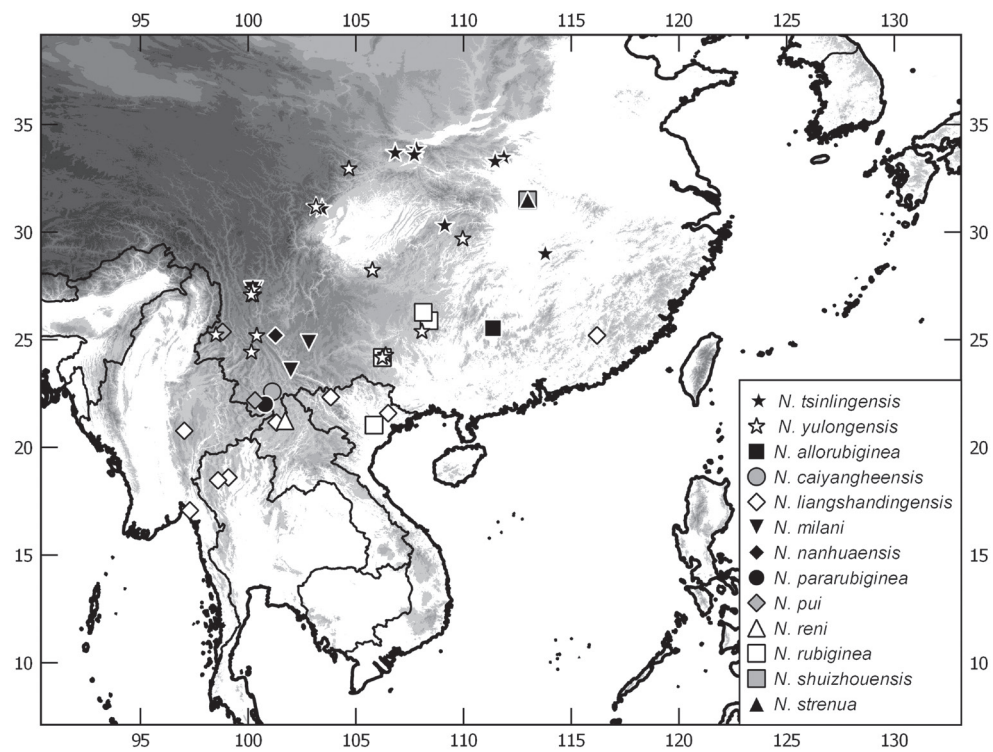 95 100 105 110 115 120 125 130
35 35
30 30
25 25
20 20
15 15
10 10
N. tsinlingensis
N. yulongensis
N. allorubiginea
N. caiyangheensis
N. liangshandingensis
N. milani
N. nanhuaensis
N. pararubiginea
N. pui
N. reni
N. rubiginea
N. shuizhouensis
N. strenua
95 100 105 110 115 120 125 130